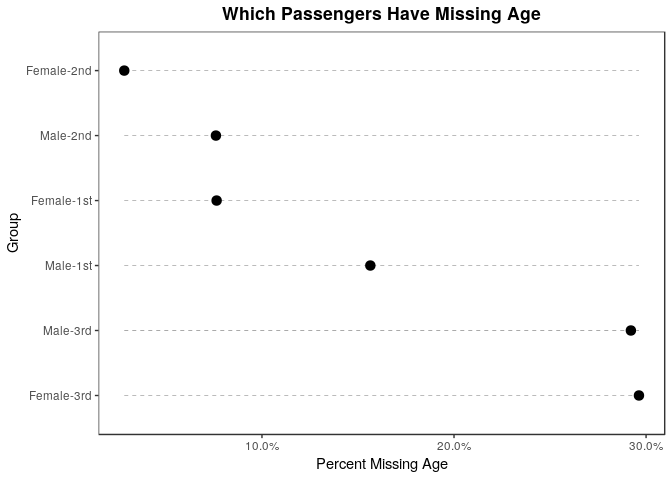 Which Passengers Have Missing Age
Female-2nd
Male-2nd
Female-1st
Male-1st
Male-3rd
Female-3rd
Group
10.0%
20.0%
30.0%
Percent Missing Age